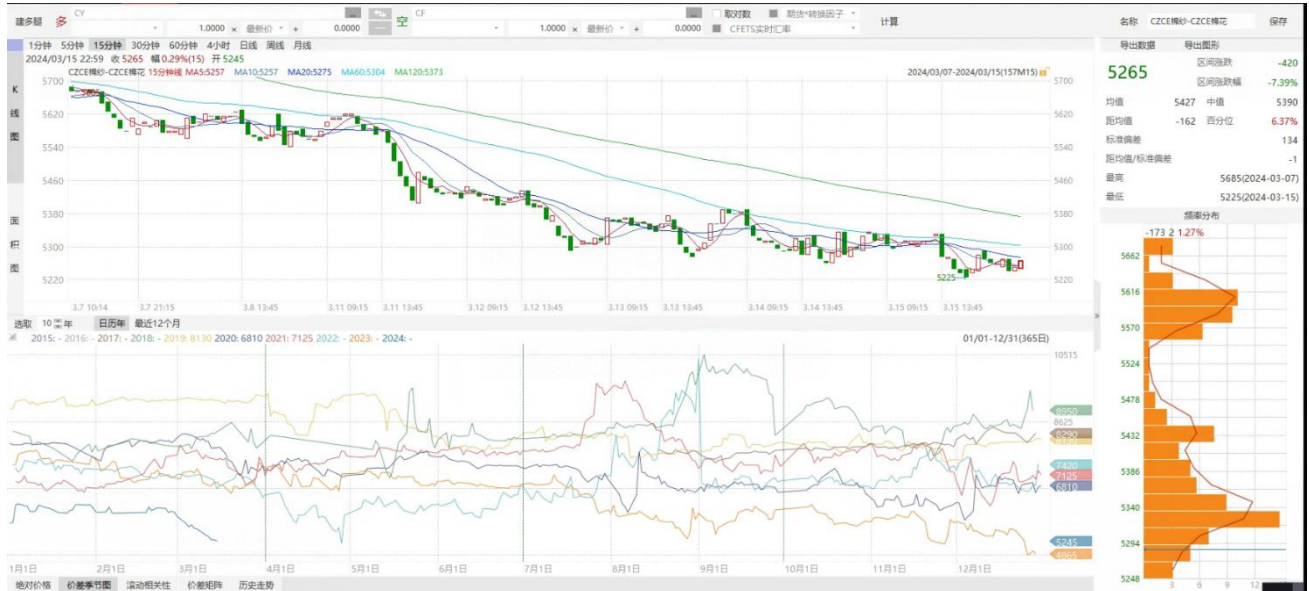 建多腿 多 CY ... 空 CF ... 取对数 期货*转换因子 计算 名称 CZCE棉纱-CZCE棉花 保存
1.0000 × 最新价 + 0.0000 1.0000 × 最新价 + 0.0000 CFETS实时汇率
1分钟 5分钟 15分钟 30分钟 60分钟 4小时 日线 周线 月线
2024/03/15 22:59 收5265 幅0.29%(15) 开5245
CZCE棉纱-CZCE棉花 15分钟线 MA5:5257 MA10:5257 MA20:5275 MA60:5304 MA120:5373 2024/03/07-2024/03/15(157M15)
K
线
图
面
积
图
5700 5700
5620 5620
5540 5540
5460 5460
5380 5380
5300 5300
5220 5220
5225
3.7 10:14 3.7 21:15 3.8 13:45 3.11 09:15 3.11 13:45 3.12 09:15 3.12 13:45 3.13 09:15 3.13 13:45 3.14 09:15 3.14 13:45 3.15 09:15 3.15 13:45
选取 10 年 日历年 最近12个月
2015: - 2016: - 2017: - 2018: - 2019: 8130 2020: 6810 2021: 7125 2022: - 2023: - 2024: - 01/01-12/31(365日)
10515
8950
8625
8290
7420
7125
6810
5245
4865
1月1日 2月1日 3月1日 4月1日 5月1日 6月1日 7月1日 8月1日 9月1日 10月1日 11月1日 12月1日
绝对价格 价差季节图 滚动相关性 价差矩阵 历史走势
导出数据 导出图形
5265 区间涨跌 -420
区间涨跌幅 -7.39%
均值 5427 中值 5390
距均值 -162 百分位 6.37%
标准偏差 134
距均值/标准偏差 -1
最高 5685(2024-03-07)
最低 5225(2024-03-15)
频率分布
-173 2 1.27%
5662
5616
5570
5524
5478
5432
5386
5340
5294
5248
3 6 9 12